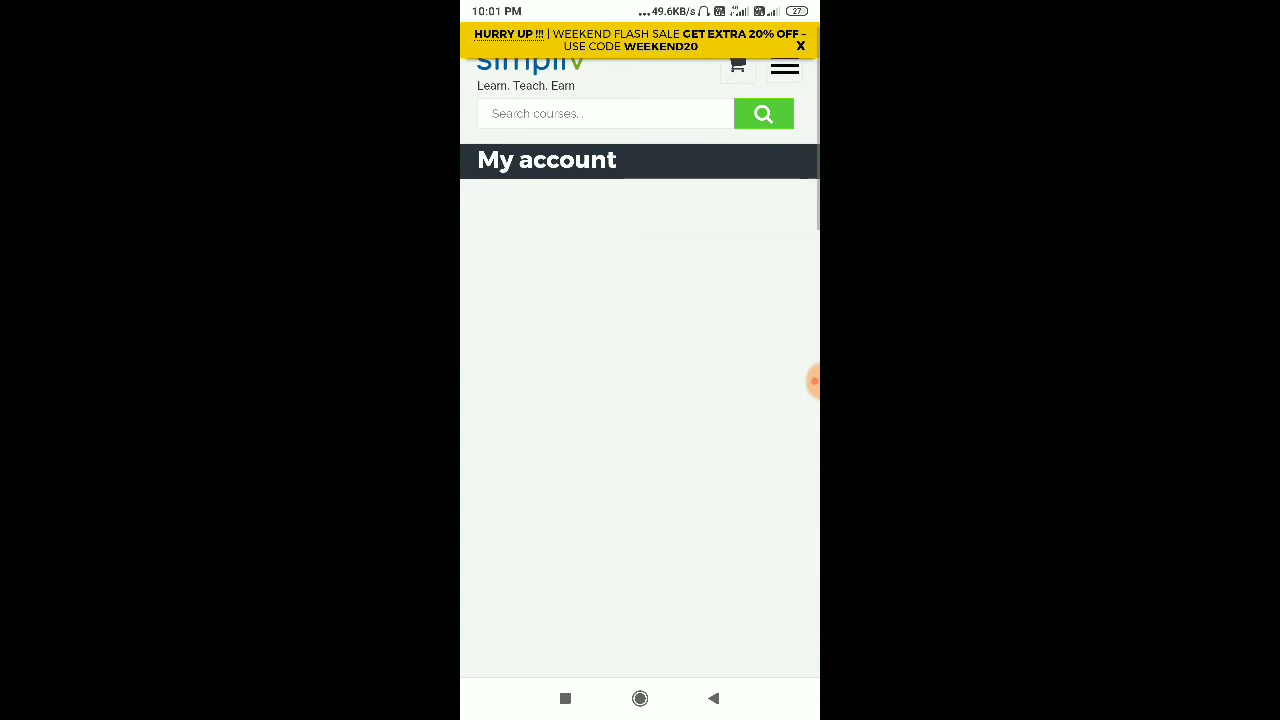 10:01 PM
...49.6KB/s
27
HURRY UP !!! | WEEKEND FLASH SALE GET EXTRA 20% OFF –
USE CODE WEEKEND20
X
simpliv
Learn. Teach. Earn
Search courses...
My account